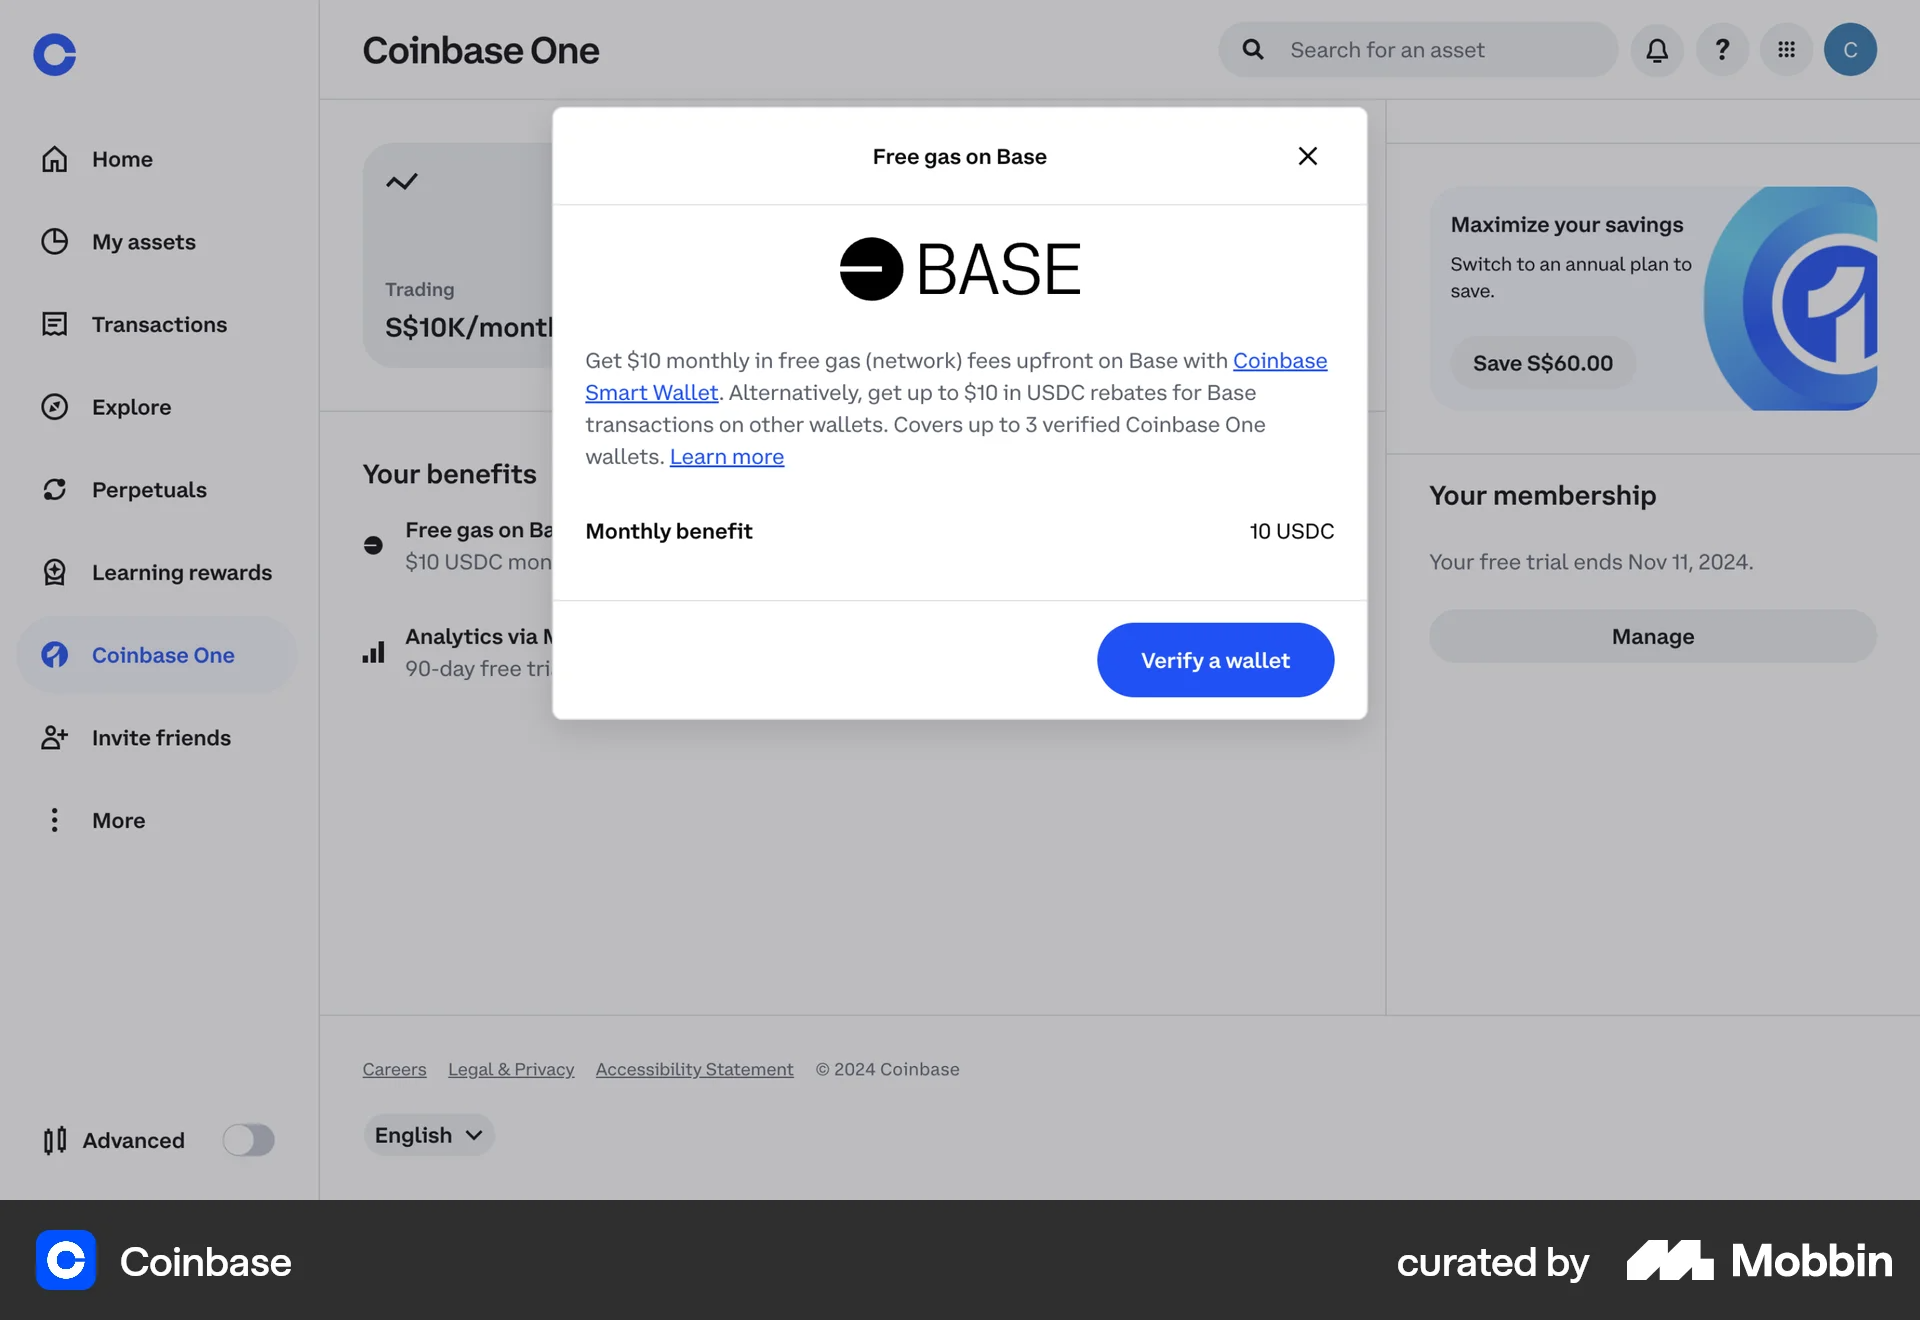 Coinbase One
Search for an asset
C
Home
My assets
Transactions
Explore
Perpetuals
Learning rewards
Coinbase One
Invite friends
More
Advanced
Trading
S$10K/month
Your benefits
Free gas on Ba
$10 USDC mon
Analytics via
90-day free tri
Free gas on Base
BASE
Get $10 monthly in free gas (network) fees upfront on Base with Coinbase
Smart Wallet. Alternatively, get up to $10 in USDC rebates for Base
transactions on other wallets. Covers up to 3 verified Coinbase One
wallets. Learn more
Monthly benefit 10 USDC
Verify a wallet
Maximize your savings
Switch to an annual plan to
save.
Save S$60.00
Your membership
Your free trial ends Nov 11, 2024.
Manage
Careers Legal & Privacy Accessibility Statement © 2024 Coinbase
English
Coinbase
curated by Mobbin